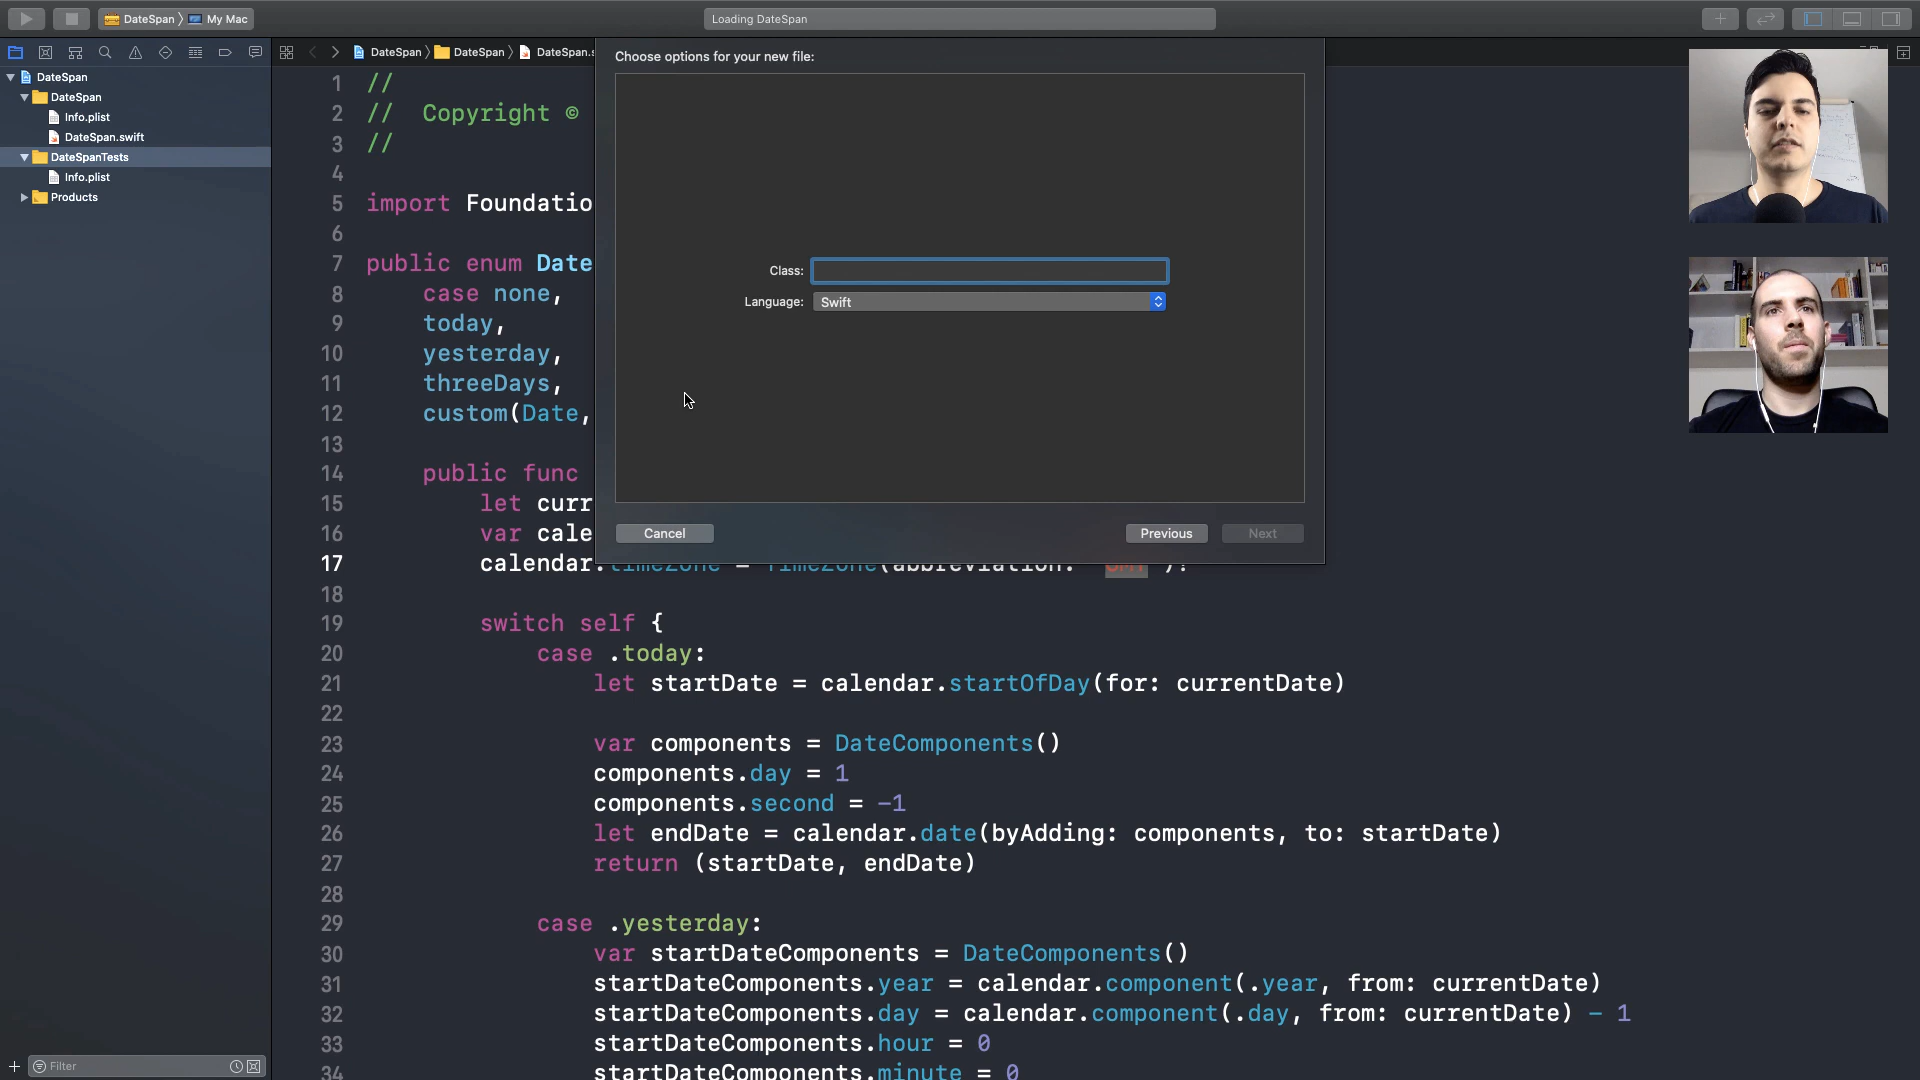 DateSpan
My Mac
Loading DateSpan
DateSpan
DateSpan
DateSpan.s
DateSpan
DateSpan
Info.plist
DateSpan.swift
DateSpanTests
Info.plist
Products
Filter
Choose options for your new file:
Class:
Language:
Swift
Cancel
Previous
Next
1 //
2 // Copyright ©
3 //
4
5 import Foundatio
6
7 public enum Date
8 case none,
9 today,
10 yesterday,
11 threeDays,
12 custom(Date,
13
14 public func
15 let curr
16 var cale
17 calendar.timeZone = TimeZone(abbreviation: "GMT")!
18
19 switch self {
20 case .today:
21 let startDate = calendar.startOfDay(for: currentDate)
22
23 var components = DateComponents()
24 components.day = 1
25 components.second = -1
26 let endDate = calendar.date(byAdding: components, to: startDate)
27 return (startDate, endDate)
28
29 case .yesterday:
30 var startDateComponents = DateComponents()
31 startDateComponents.year = calendar.component(.year, from: currentDate)
32 startDateComponents.day = calendar.component(.day, from: currentDate) - 1
33 startDateComponents.hour = 0
34 startDateComponents.minute = 0